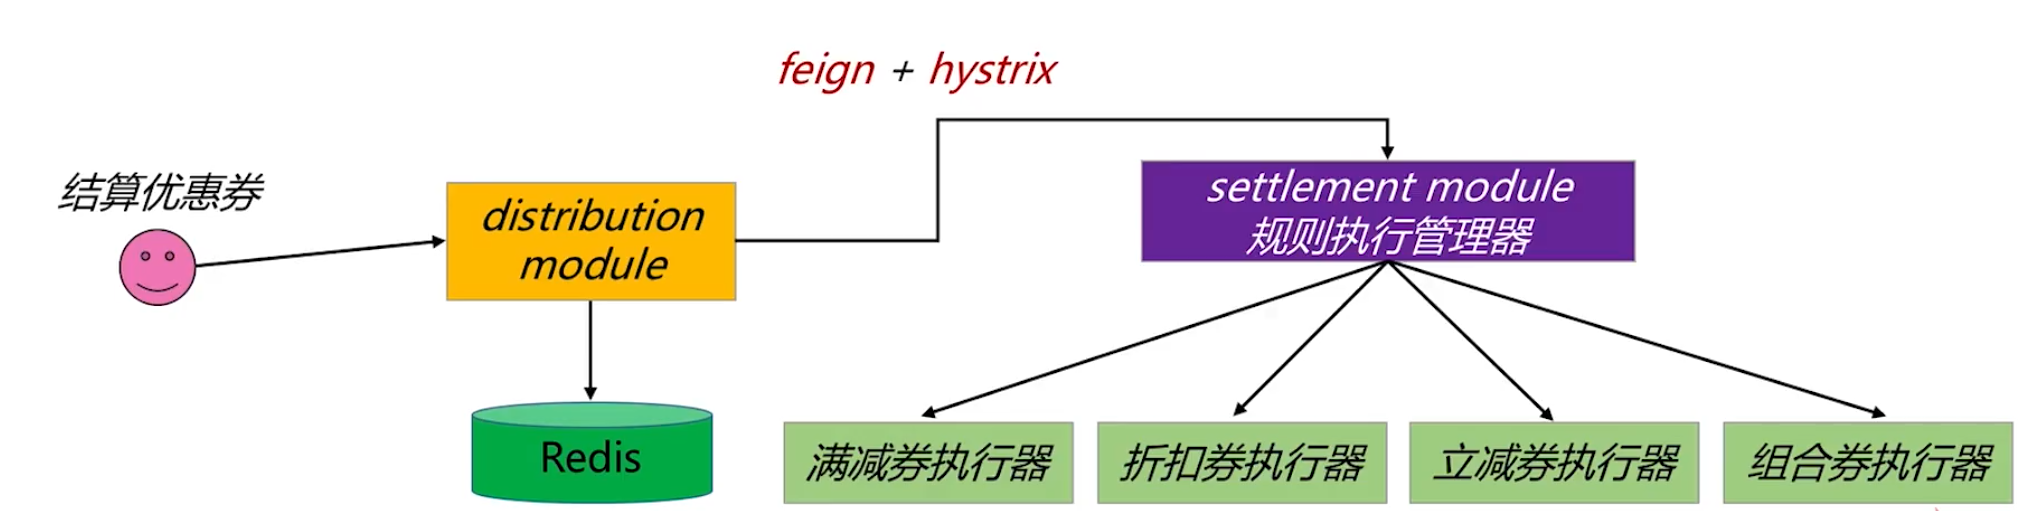 feign + hystrix
结算优惠券
distribution
module
settlement module
规则执行管理器
Redis
满减券执行器
折扣券执行器
立减券执行器
组合券执行器